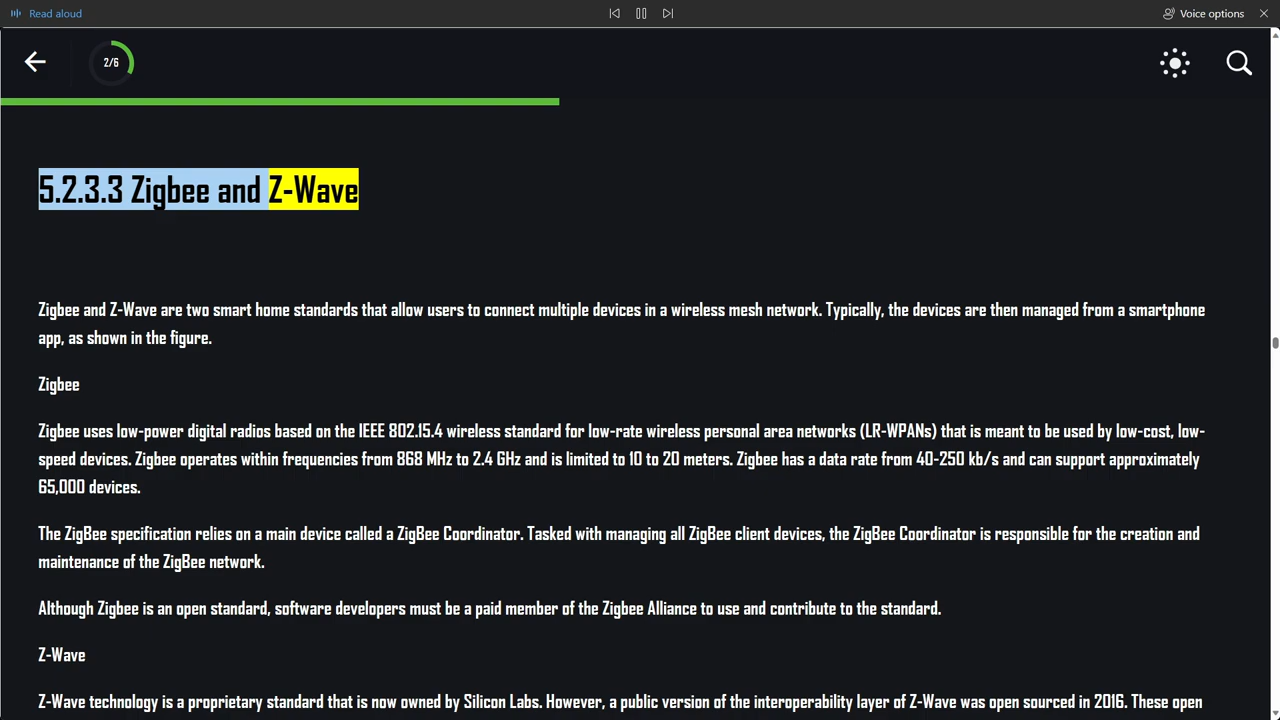 Read aloud
Voice options
2/6
5.2.3.3 Zigbee and Z-Wave
Zigbee and Z-Wave are two smart home standards that allow users to connect multiple devices in a wireless mesh network. Typically, the devices are then managed from a smartphone
app, as shown in the figure.
Zigbee
Zigbee uses low-power digital radios based on the IEEE 802.15.4 wireless standard for low-rate wireless personal area networks (LR-WPANs) that is meant to be used by low-cost, low-
speed devices. Zigbee operates within frequencies from 868 MHz to 2.4 GHz and is limited to 10 to 20 meters. Zigbee has a data rate from 40-250 kb/s and can support approximately
65,000 devices.
The ZigBee specification relies on a main device called a ZigBee Coordinator. Tasked with managing all ZigBee client devices, the ZigBee Coordinator is responsible for the creation and
maintenance of the ZigBee network.
Although Zigbee is an open standard, software developers must be a paid member of the Zigbee Alliance to use and contribute to the standard.
Z-Wave
Z-Wave technology is a proprietary standard that is now owned by Silicon Labs. However, a public version of the interoperability layer of Z-Wave was open sourced in 2016. These open